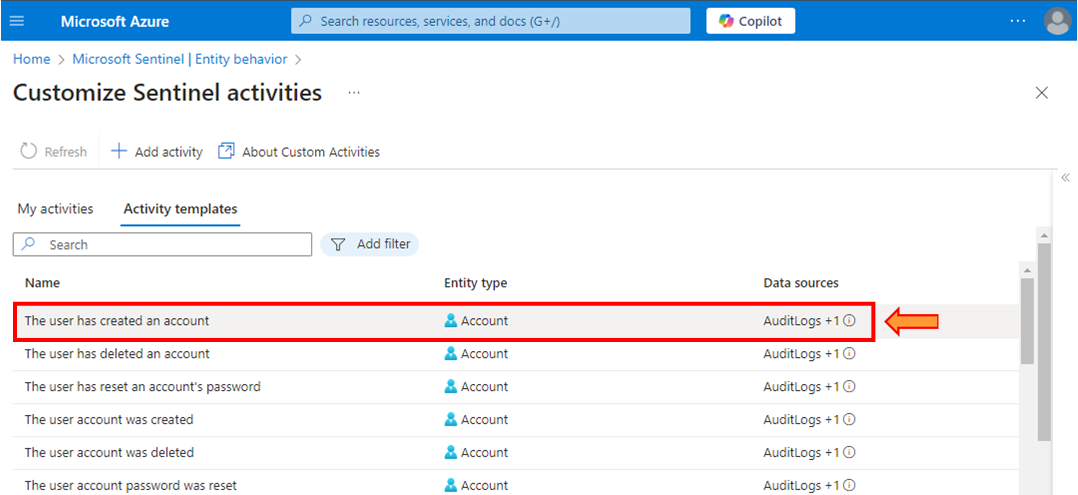 Microsoft Azure Search resources, services, and docs (G+/) Copilot ...
Home > Microsoft Sentinel | Entity behavior >
Customize Sentinel activities ...
Refresh Add activity About Custom Activities
My activities Activity templates
Search Add filter
Name Entity type Data sources
The user has created an account Account AuditLogs +1
The user has deleted an account Account AuditLogs +1
The user has reset an account's password Account AuditLogs +1
The user account was created Account AuditLogs +1
The user account was deleted Account AuditLogs +1
The user account password was reset Account AuditLogs +1